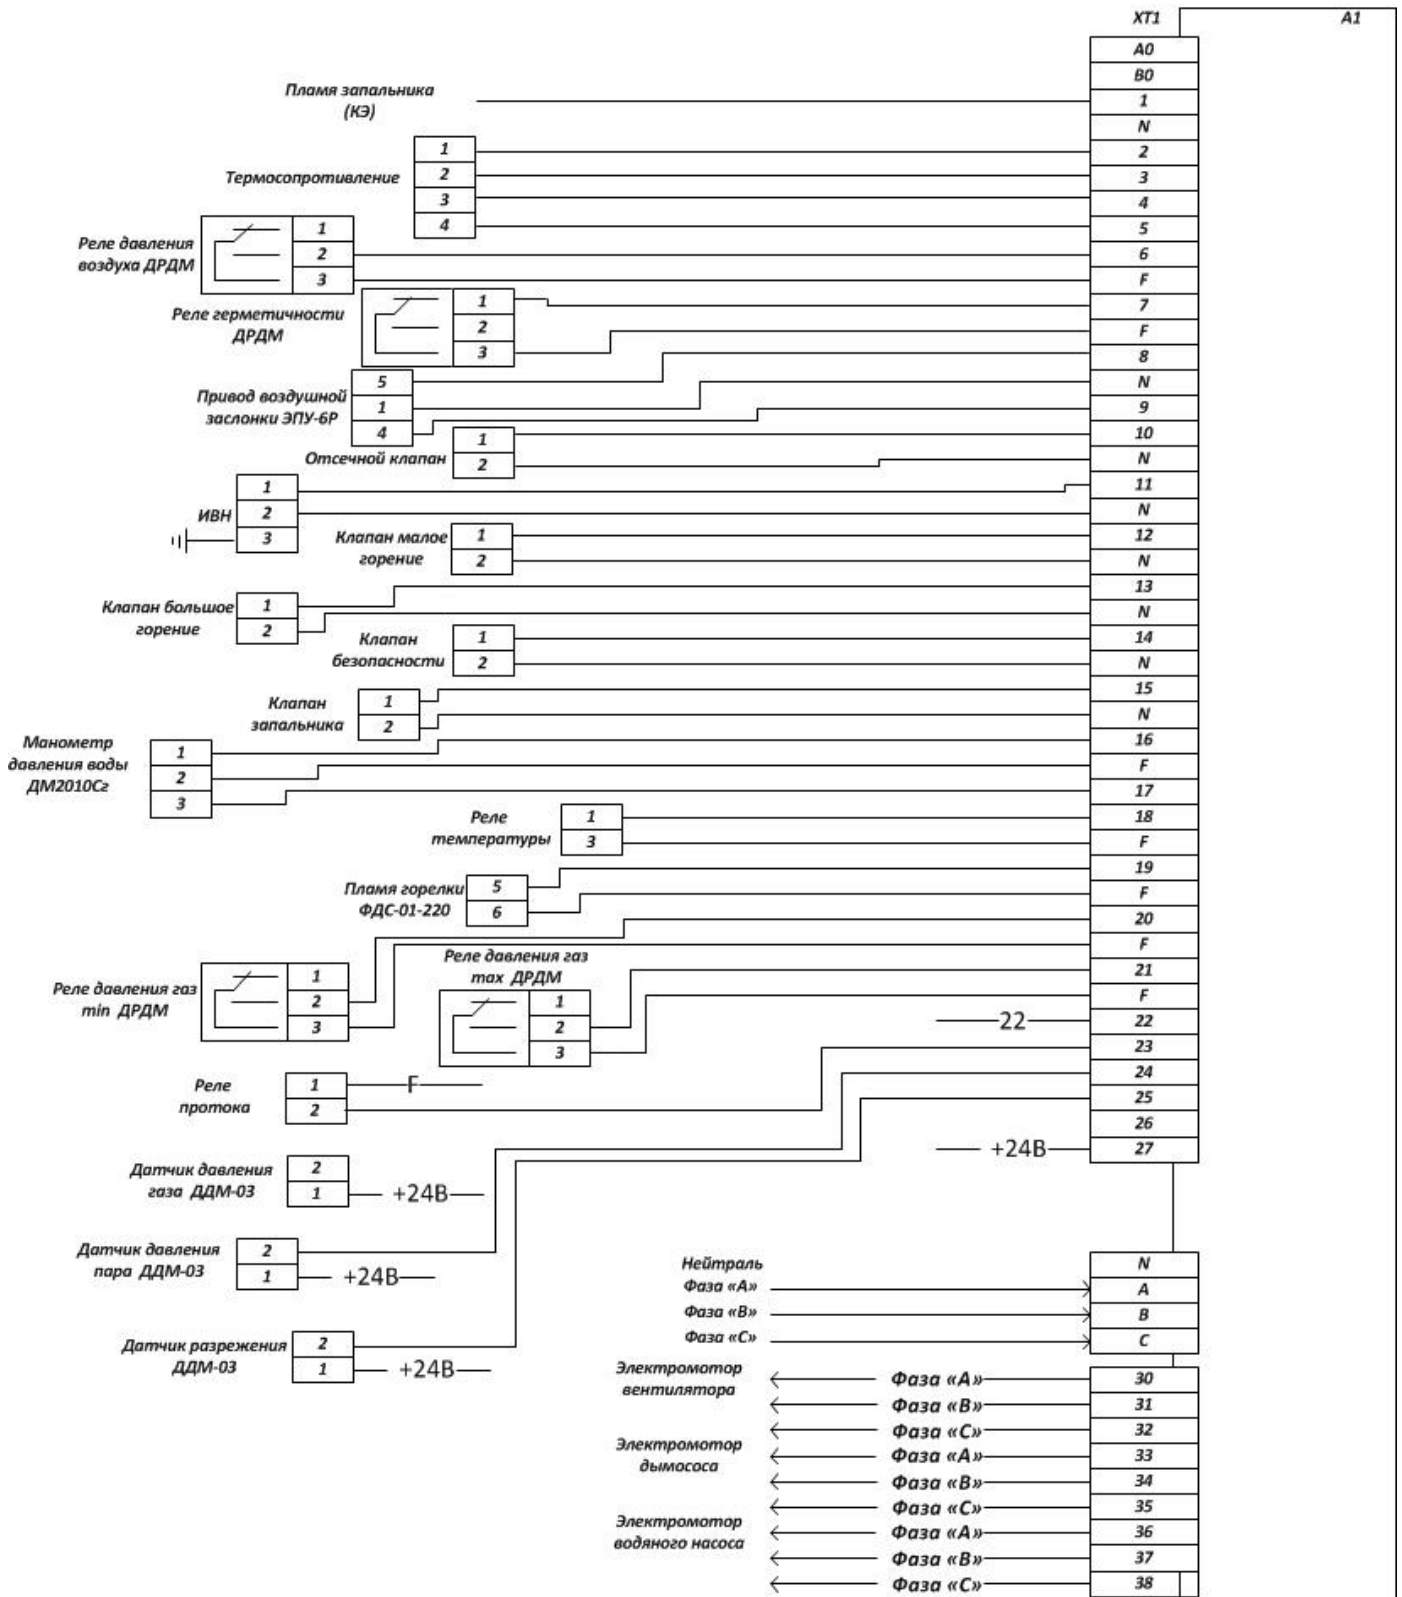 XT1
A1
A0
B0
Пламя запальника
(КЭ)
1
N
1
2
Термосопротивление
2
3
3
4
4
5
Реле давления
воздуха ДРДМ
1
2
6
3
F
Реле герметичности
ДРДМ
1
7
2
F
3
8
Привод воздушной
заслонки ЭПУ-6Р
5
N
1
9
4
10
Отсечной клапан
1
2
N
11
ИВН
1
2
N
3
Клапан малое
горение
1
12
2
N
13
Клапан большое
горение
1
N
2
Клапан
безопасности
1
14
2
N
15
Клапан
запальника
1
N
2
Манометр
давления воды
ДМ2010Сг
1
16
2
F
3
17
Реле
температуры
1
18
3
F
19
Пламя горелки
ФДС-01-220
5
F
6
20
F
Реле давления газ
max ДРДМ
Реле давления газ
min ДРДМ
1
21
2
1
F
3
2
22
22
3
23
Реле
протока
1
F
24
2
25
26
+24В
27
Датчик давления
газа ДДМ-03
2
1
+24В
Датчик давления
пара ДДМ-03
2
1
+24В
Нейтраль
N
Фаза «А»
A
Фаза «В»
B
Фаза «С»
C
Датчик разрежения
ДДМ-03
2
1
+24В
Электромотор
вентилятора
Фаза «А»
30
Фаза «В»
31
Фаза «С»
32
Электромотор
дымососа
Фаза «А»
33
Фаза «В»
34
Фаза «С»
35
Электромотор
водяного насоса
Фаза «А»
36
Фаза «В»
37
Фаза «С»
38